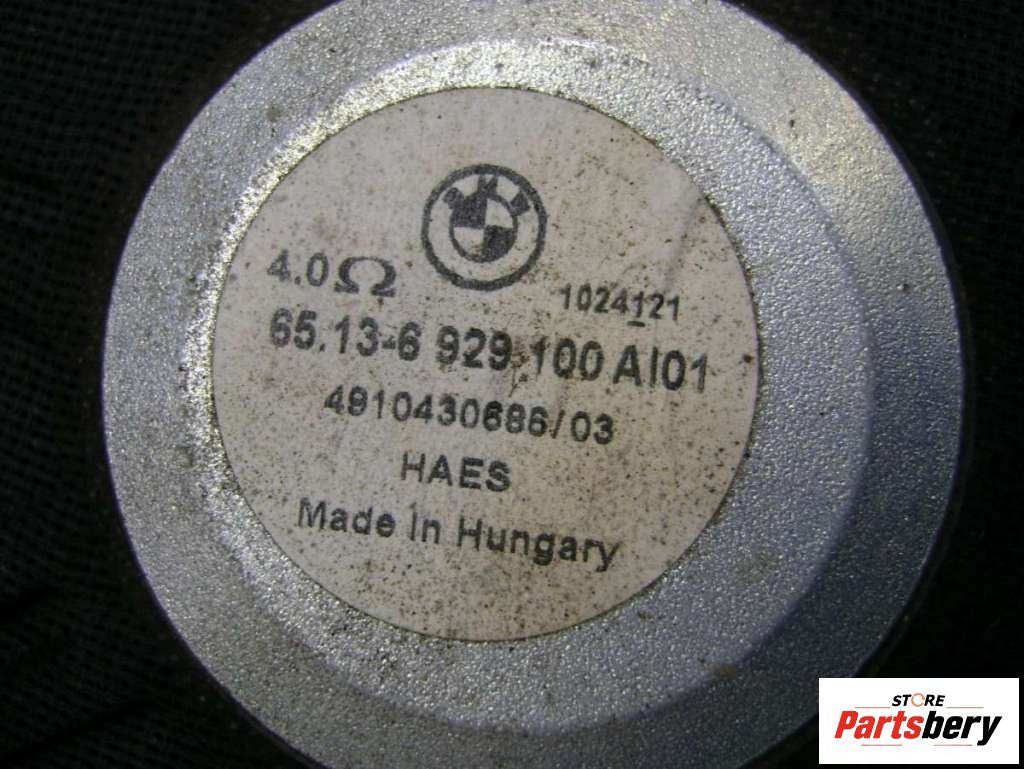 4.0Ω
1024121
65.13-6 929 100 AI01
4910430686/03
HAES
Made In Hungary
STORE
Partsbery